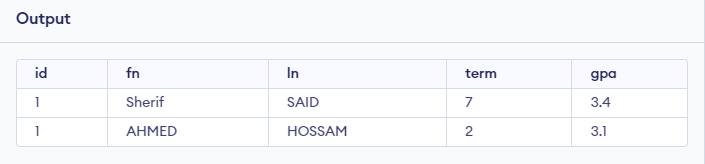 Output
id fn ln term gpa
1 Sherif SAID 7 3.4
1 AHMED HOSSAM 2 3.1